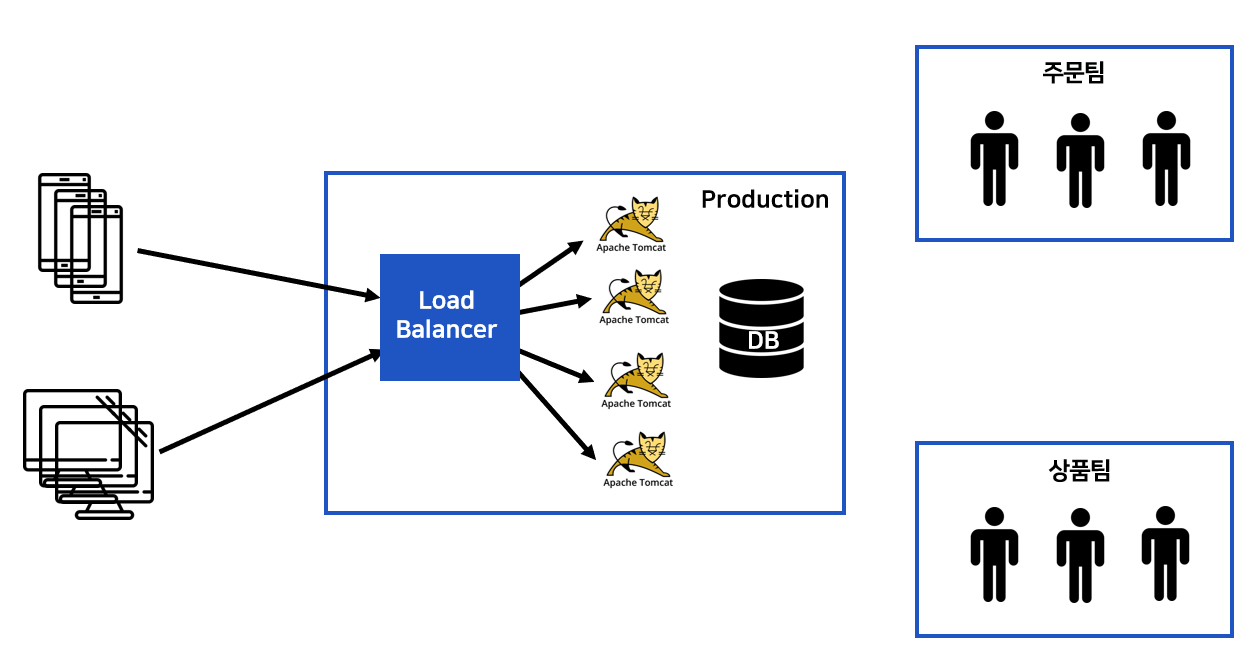 주문팀
Production
Apache Tomcat
Load
Balancer
Apache Tomcat
DB
Apache Tomcat
상품팀
Apache Tomcat